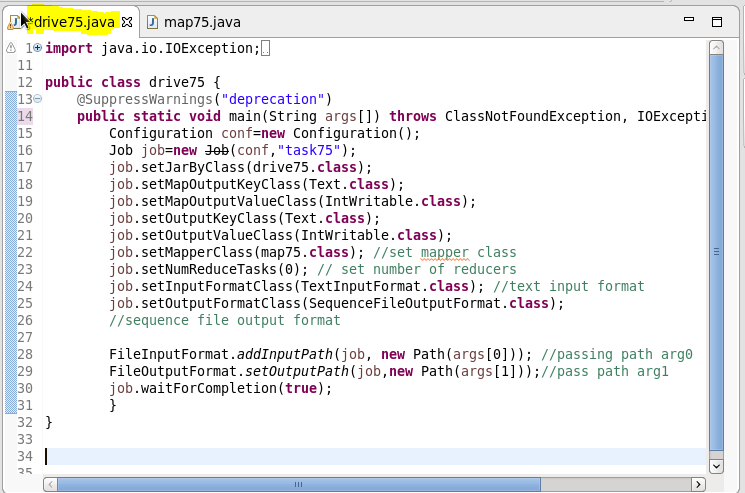 *drive75.java map75.java
1 import java.io.IOException;
11
12 public class drive75 {
13 @SuppressWarnings("deprecation")
14 public static void main(String args[]) throws ClassNotFoundException, IOExcepti
15 Configuration conf=new Configuration();
16 Job job=new Job(conf,"task75");
17 job.setJarByClass(drive75.class);
18 job.setMapOutputKeyClass(Text.class);
19 job.setMapOutputValueClass(IntWritable.class);
20 job.setOutputKeyClass(Text.class);
21 job.setOutputValueClass(IntWritable.class);
22 job.setMapperClass(map75.class); //set mapper class
23 job.setNumReduceTasks(0); // set number of reducers
24 job.setInputFormatClass(TextInputFormat.class); //text input format
25 job.setOutputFormatClass(SequenceFileOutputFormat.class);
26 //sequence file output format
27
28 FileInputFormat.addInputPath(job, new Path(args[0])); //passing path arg0
29 FileOutputFormat.setOutputPath(job,new Path(args[1]));//pass path arg1
30 job.waitForCompletion(true);
31 }
32 }
33
34
35